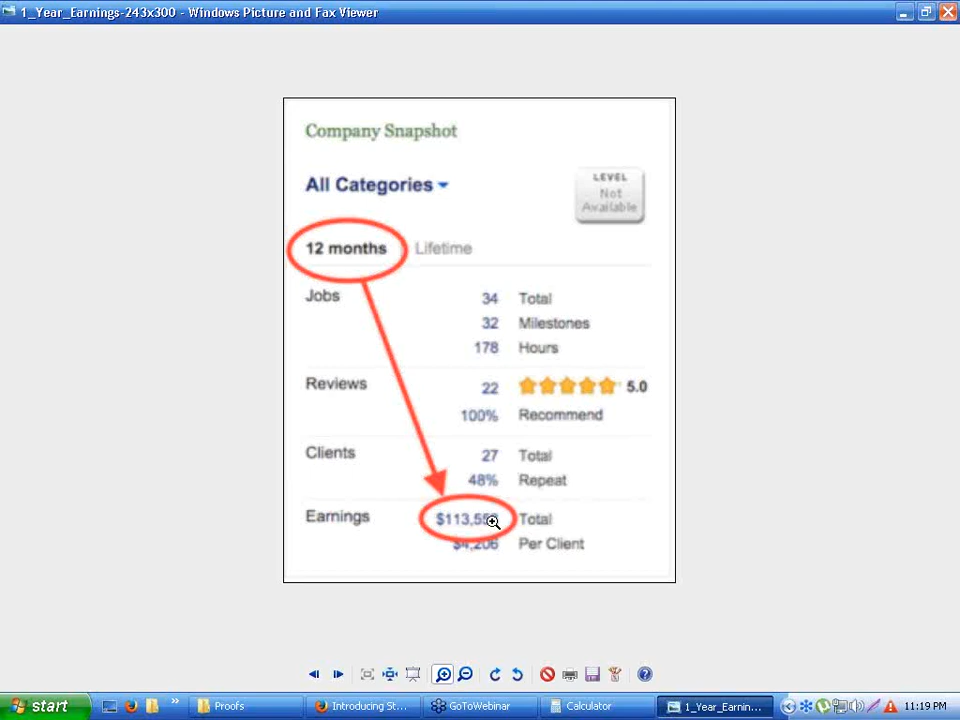 1_Year_Earnings-243x300 - Windows Picture and Fax Viewer
Company Snapshot
All Categories
LEVEL
Not
Available
12 months Lifetime
Jobs 34 Total
32 Milestones
178 Hours
Reviews 22 5.0
100% Recommend
Clients 27 Total
48% Repeat
Earnings Total
$4,206 Per Client
start Proofs Introducing St... GoToWebinar Calculator 1_Year_Earnin... 11:19 PM